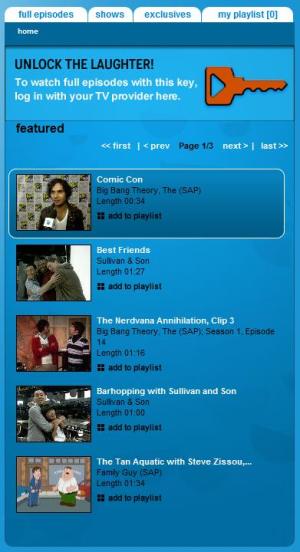 full episodes shows exclusives my playlist [0]
home
UNLOCK THE LAUGHTER!
To watch full episodes with this key,
log in with your TV provider here.
featured
<< first | < prev Page 1/3 next > | last >>
Comic Con
Big Bang Theory, The (SAP)
Length 00:34
add to playlist
Best Friends
Sullivan & Son
Length 01:27
add to playlist
The Nerdvana Annihilation, Clip 3
Big Bang Theory, The (SAP); Season 1, Episode
14
Length 01:16
add to playlist
Barhopping with Sullivan and Son
Sullivan & Son
Length 01:00
add to playlist
The Tan Aquatic with Steve Zissou,...
Family Guy (SAP)
Length 01:34
add to playlist